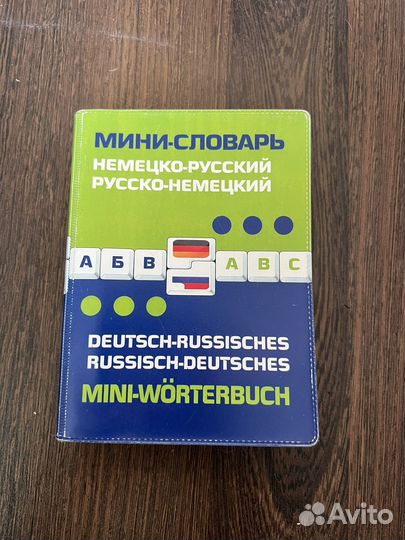 МИНИ-СЛОВАРЬ
НЕМЕЦКО-РУССКИЙ
РУССКО-НЕМЕЦКИЙ
А Б В A B C
DEUTSCH-RUSSISCHES
RUSSISCH-DEUTSCHES
MINI-WÖRTERBUCH
Avito